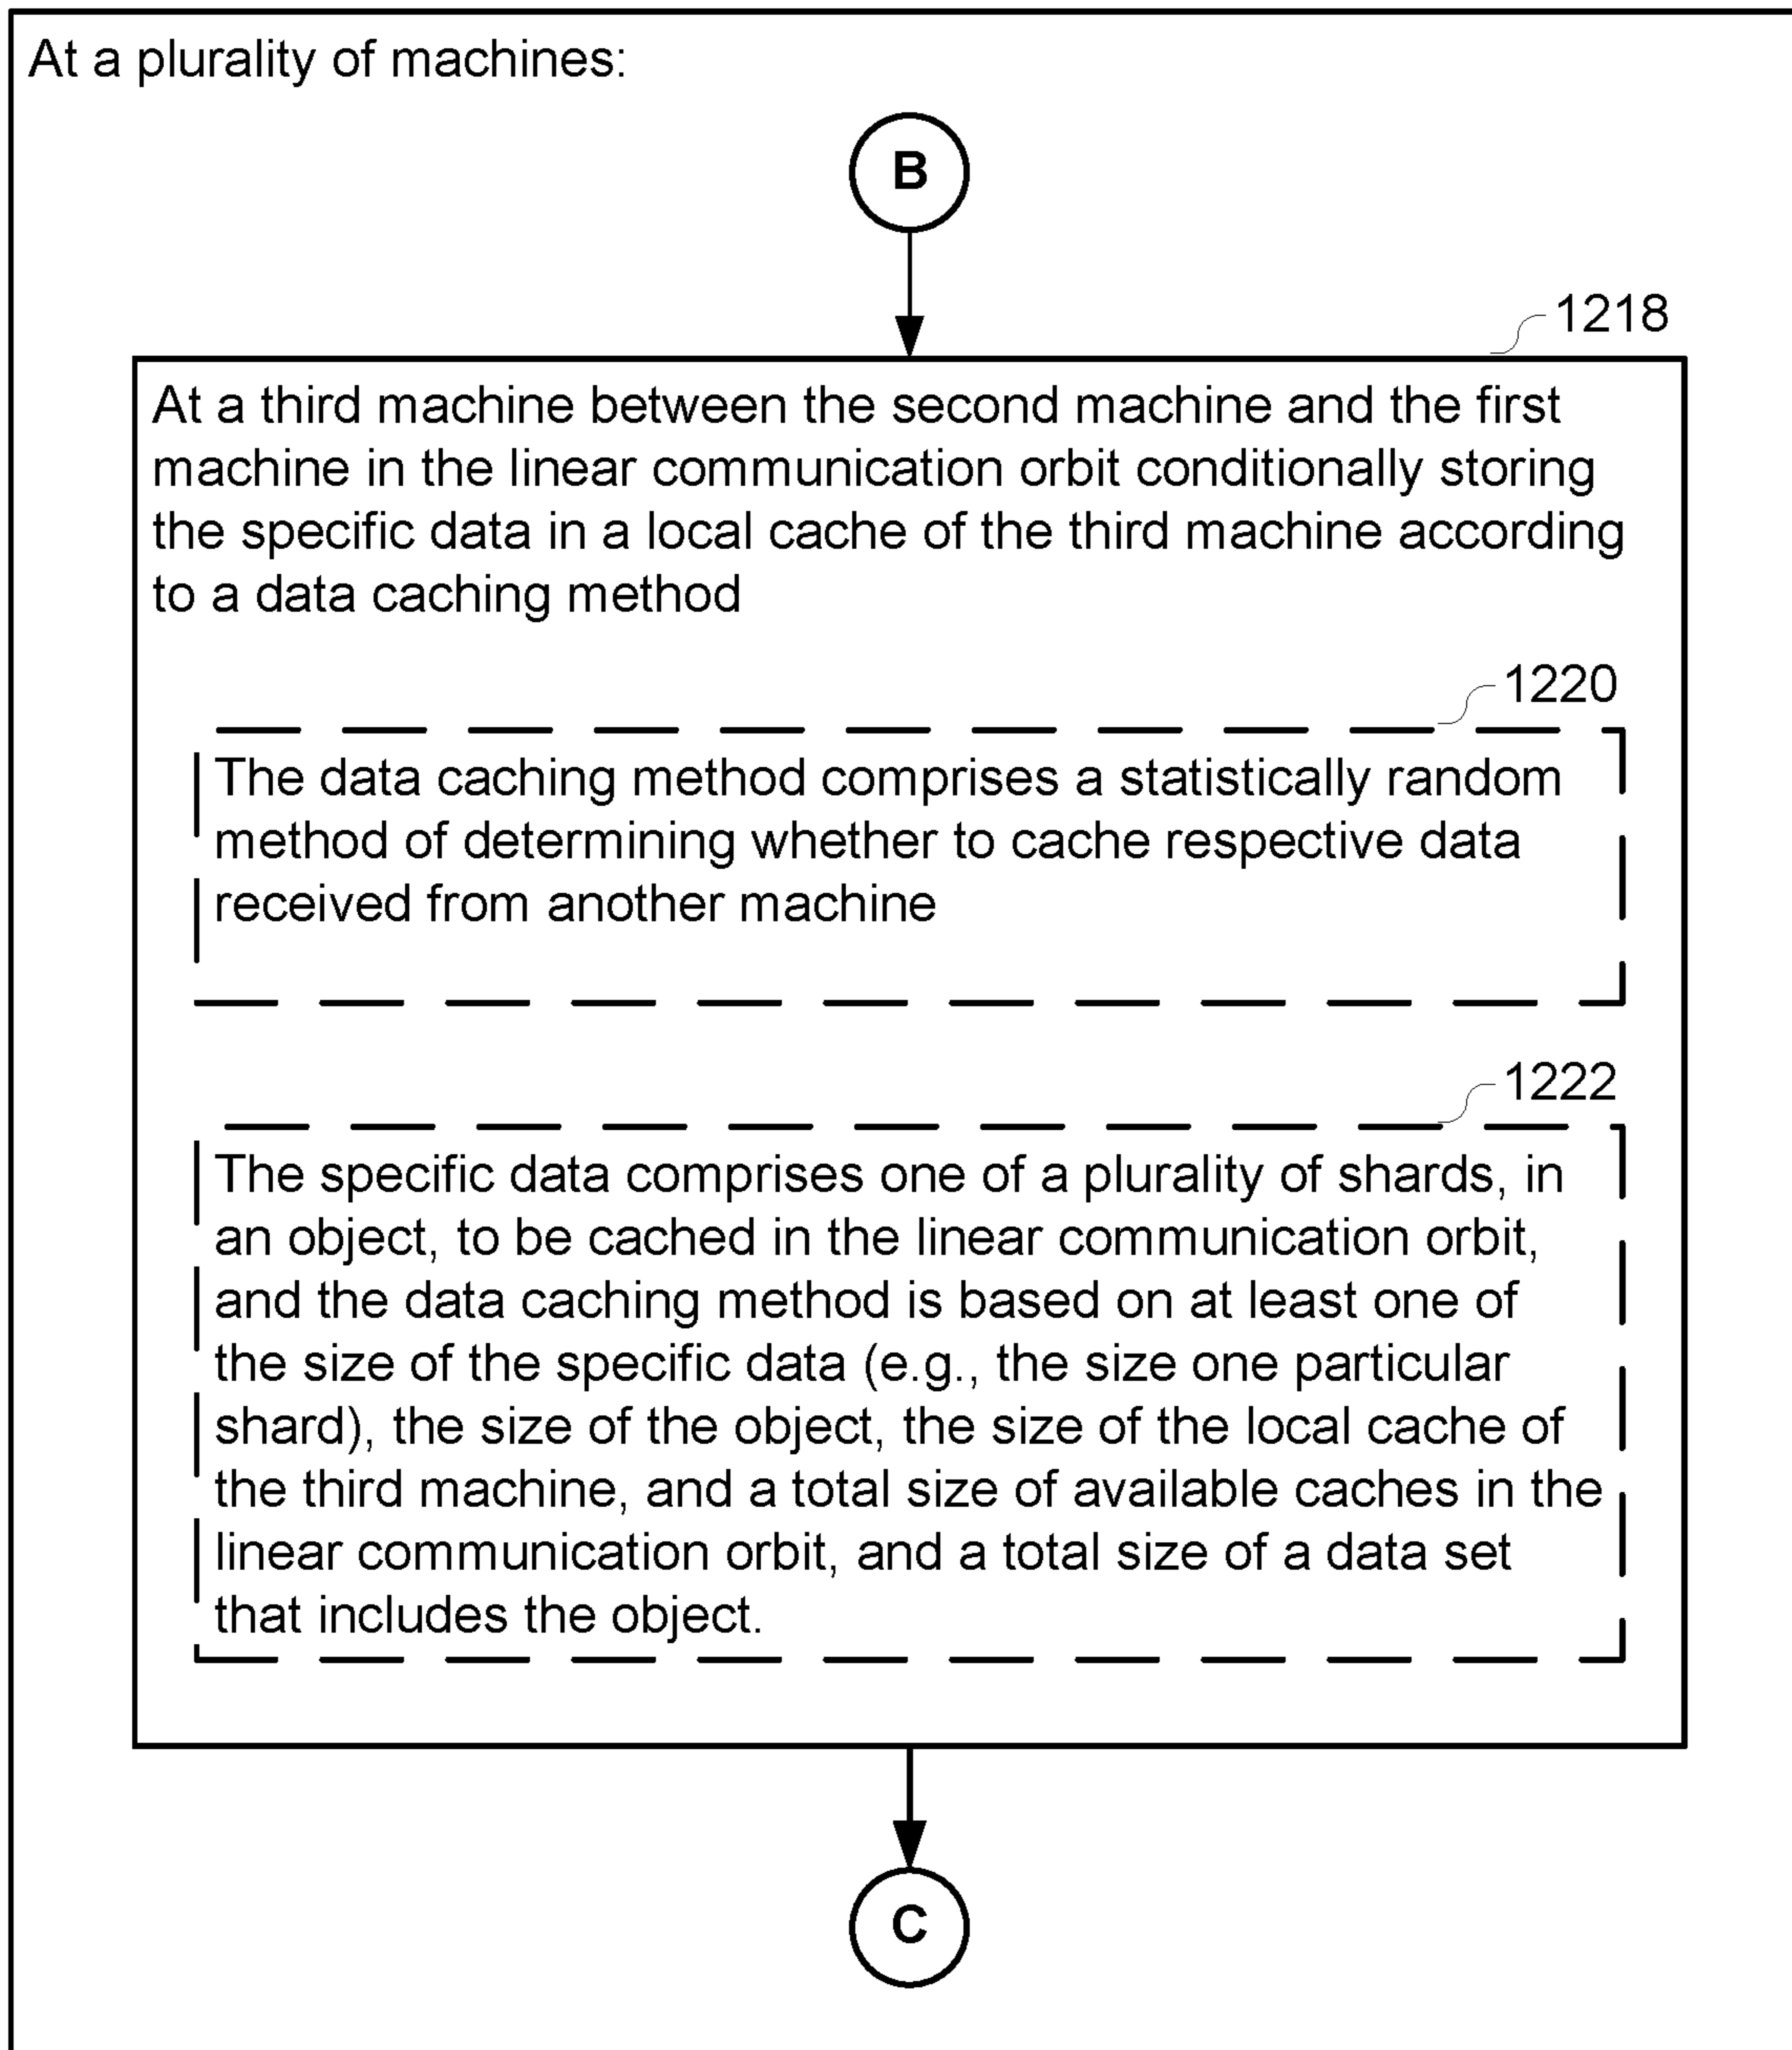 At a plurality of machines:
B
1218
At a third machine between the second machine and the first
machine in the linear communication orbit conditionally storing
the specific data in a local cache of the third machine according
to a data caching method
1220
The data caching method comprises a statistically random
method of determining whether to cache respective data
received from another machine
1222
The specific data comprises one of a plurality of shards, in
an object, to be cached in the linear communication orbit,
and the data caching method is based on at least one of
the size of the specific data (e.g., the size one particular
shard), the size of the object, the size of the local cache of
the third machine, and a total size of available caches in the
linear communication orbit, and a total size of a data set
that includes the object.
C